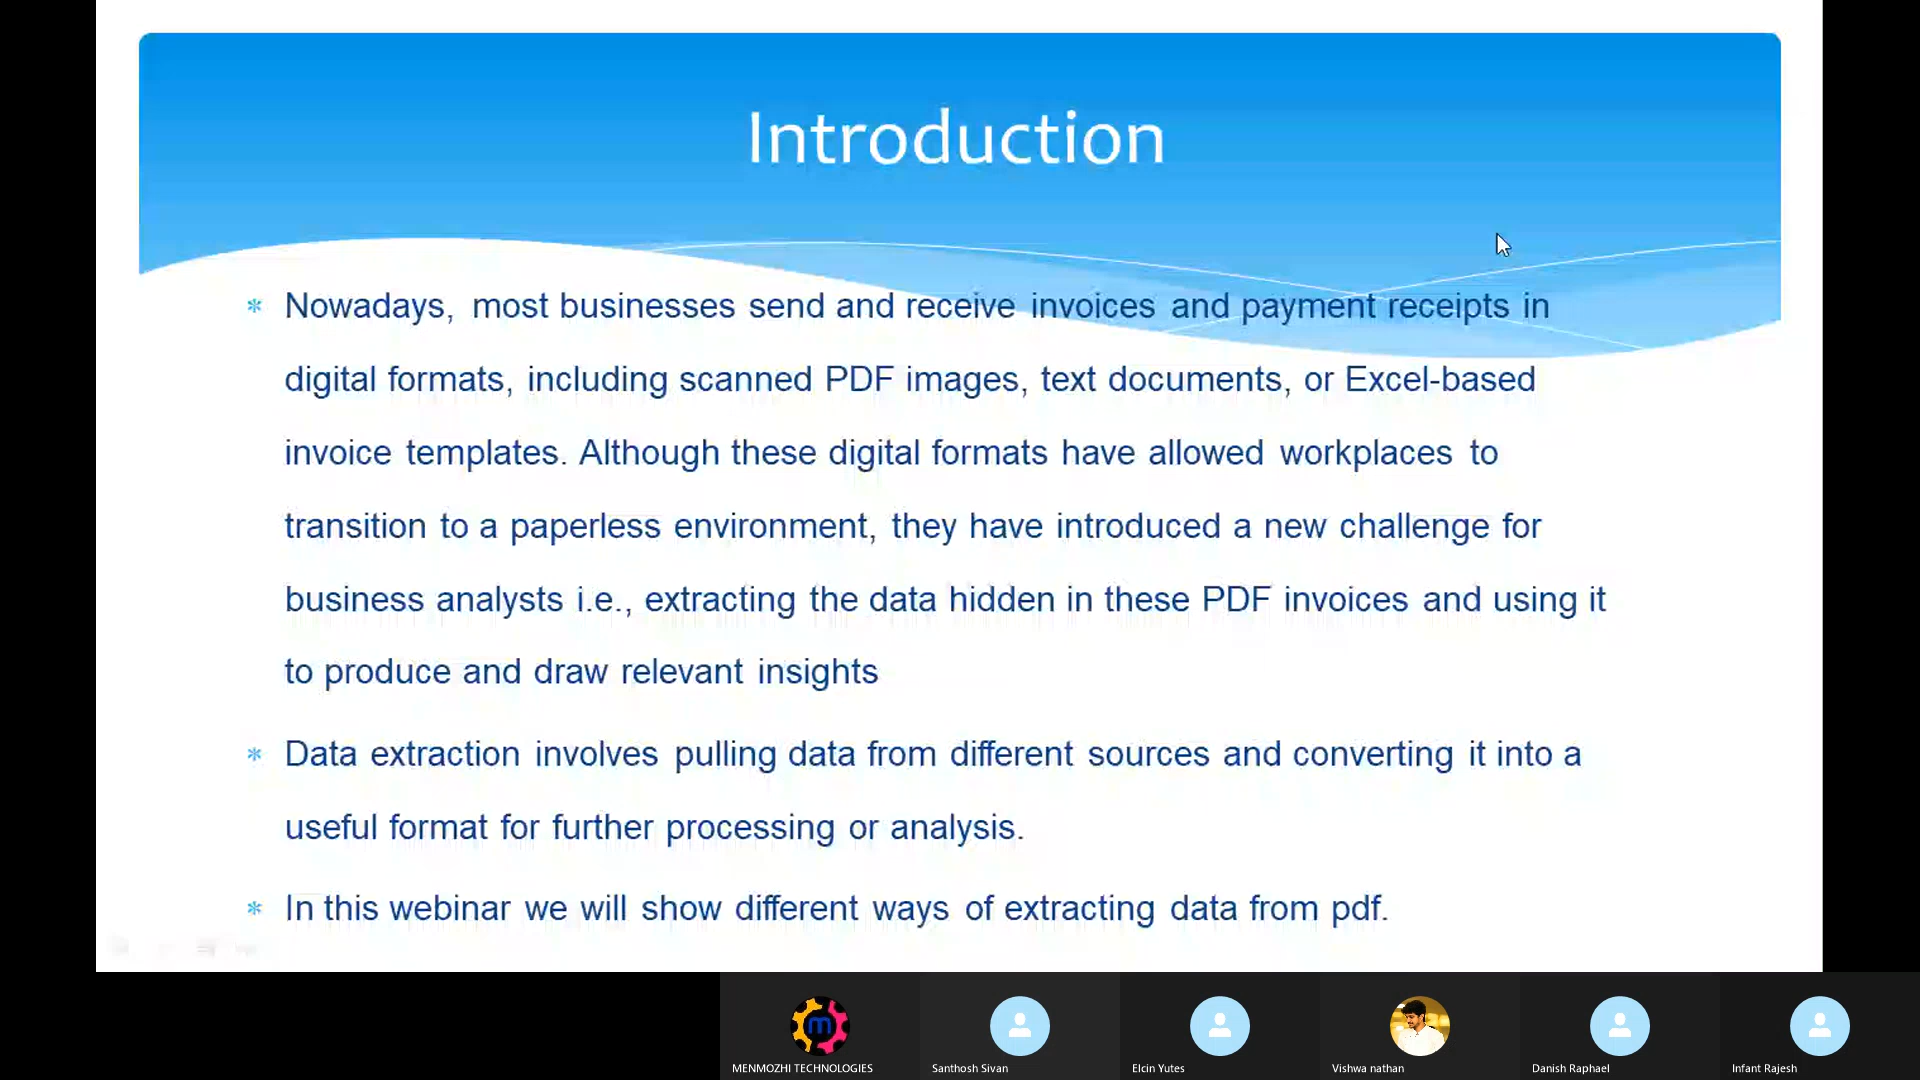 Introduction
* Nowadays, most businesses send and receive invoices and payment receipts in
digital formats, including scanned PDF images, text documents, or Excel-based
invoice templates. Although these digital formats have allowed workplaces to
transition to a paperless environment, they have introduced a new challenge for
business analysts i.e., extracting the data hidden in these PDF invoices and using it
to produce and draw relevant insights
* Data extraction involves pulling data from different sources and converting it into a
useful format for further processing or analysis.
* In this webinar we will show different ways of extracting data from pdf.
m
MENMOZHI TECHNOLOGIES
Santhosh Sivan
Elcin Yutes
Vishwa nathan
Danish Raphael
Infant Rajesh